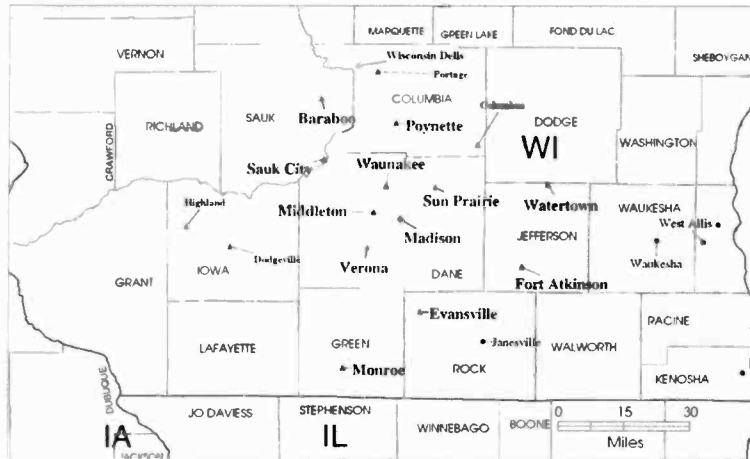 MARQUETTE
GREEN LAKE
FOND DU LAC
VERNON
Wisconsin Dells
SHEBOYGAN
Portage
COLUMBIA
Columbus
RICHLAND
SAUK
Baraboo
Poynette
DODGE
WASHINGTON
CRAWFORD
WI
Sauk City
Waunakee
Highland
Middleton
Sun Prairie
Watertown
WAUKESHA
West Allis
Madison
JEFFERSON
Dodgeville
Verona
Waukesha
GRANT
IOWA
DANE
Fort Atkinson
Evansville
RACINE
LAFAYETTE
GREEN
Janesville
WALWORTH
Monroe
ROCK
KENOSHA
DUBUQUE
JO DAVIESS
STEPHENSON
WINNEBAGO
BOONE
0 15 30
Miles
IA
IL
JACKSON